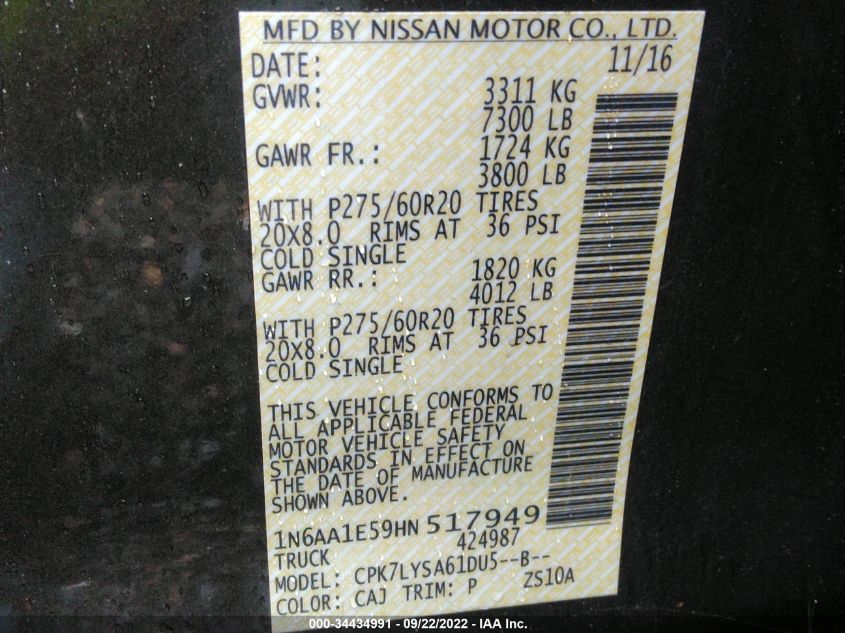 MFD BY NISSAN MOTOR CO., LTD.
DATE: 11/16
GVWR: 3311 KG
7300 LB
GAWR FR.: 1724 KG
3800 LB
WITH P275/60R20 TIRES
20X8.0 RIMS AT 36 PSI
COLD SINGLE
GAWR RR.: 1820 KG
4012 LB
WITH P275/60R20 TIRES
20X8.0 RIMS AT 36 PSI
COLD SINGLE
THIS VEHICLE CONFORMS TO
ALL APPLICABLE FEDERAL
MOTOR VEHICLE SAFETY
STANDARDS IN EFFECT ON
THE DATE OF MANUFACTURE
SHOWN ABOVE.
1N6AA1E59HN517949
TRUCK 424987
MODEL: CPK7LYSA61DU5--B--
COLOR: CAJ TRIM: P ZS10A
000-34434991 - 09/22/2022 - IAA Inc.